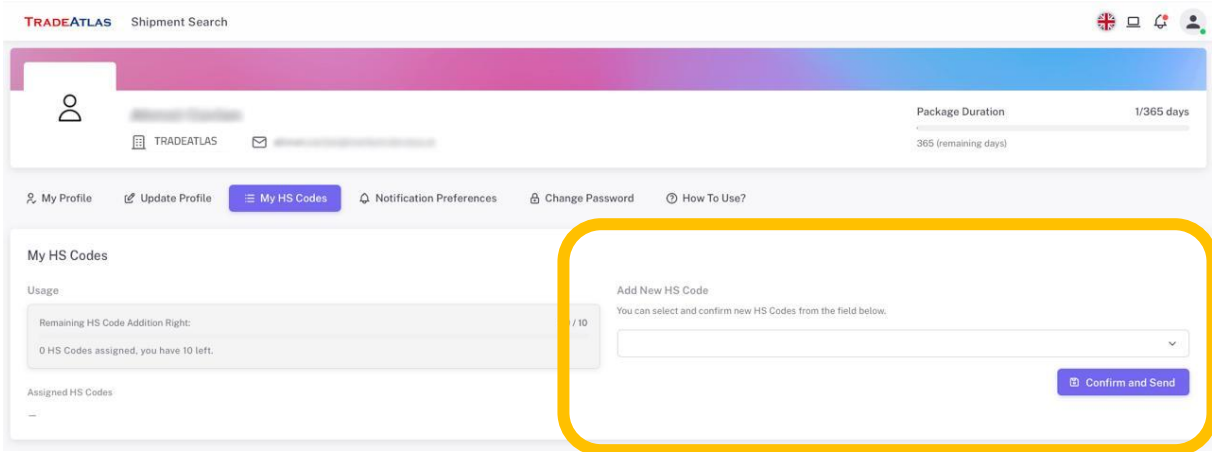 TRADEATLAS Shipment Search
Package Duration 1/365 days
TRADEATLAS
365 (remaining days)
My Profile Update Profile My HS Codes Notification Preferences Change Password How To Use?
My HS Codes
Usage
Add New HS Code
You can select and confirm new HS Codes from the field below.
Remaining HS Code Addition Right: / 10
0 HS Codes assigned, you have 10 left.
Confirm and Send
Assigned HS Codes
—